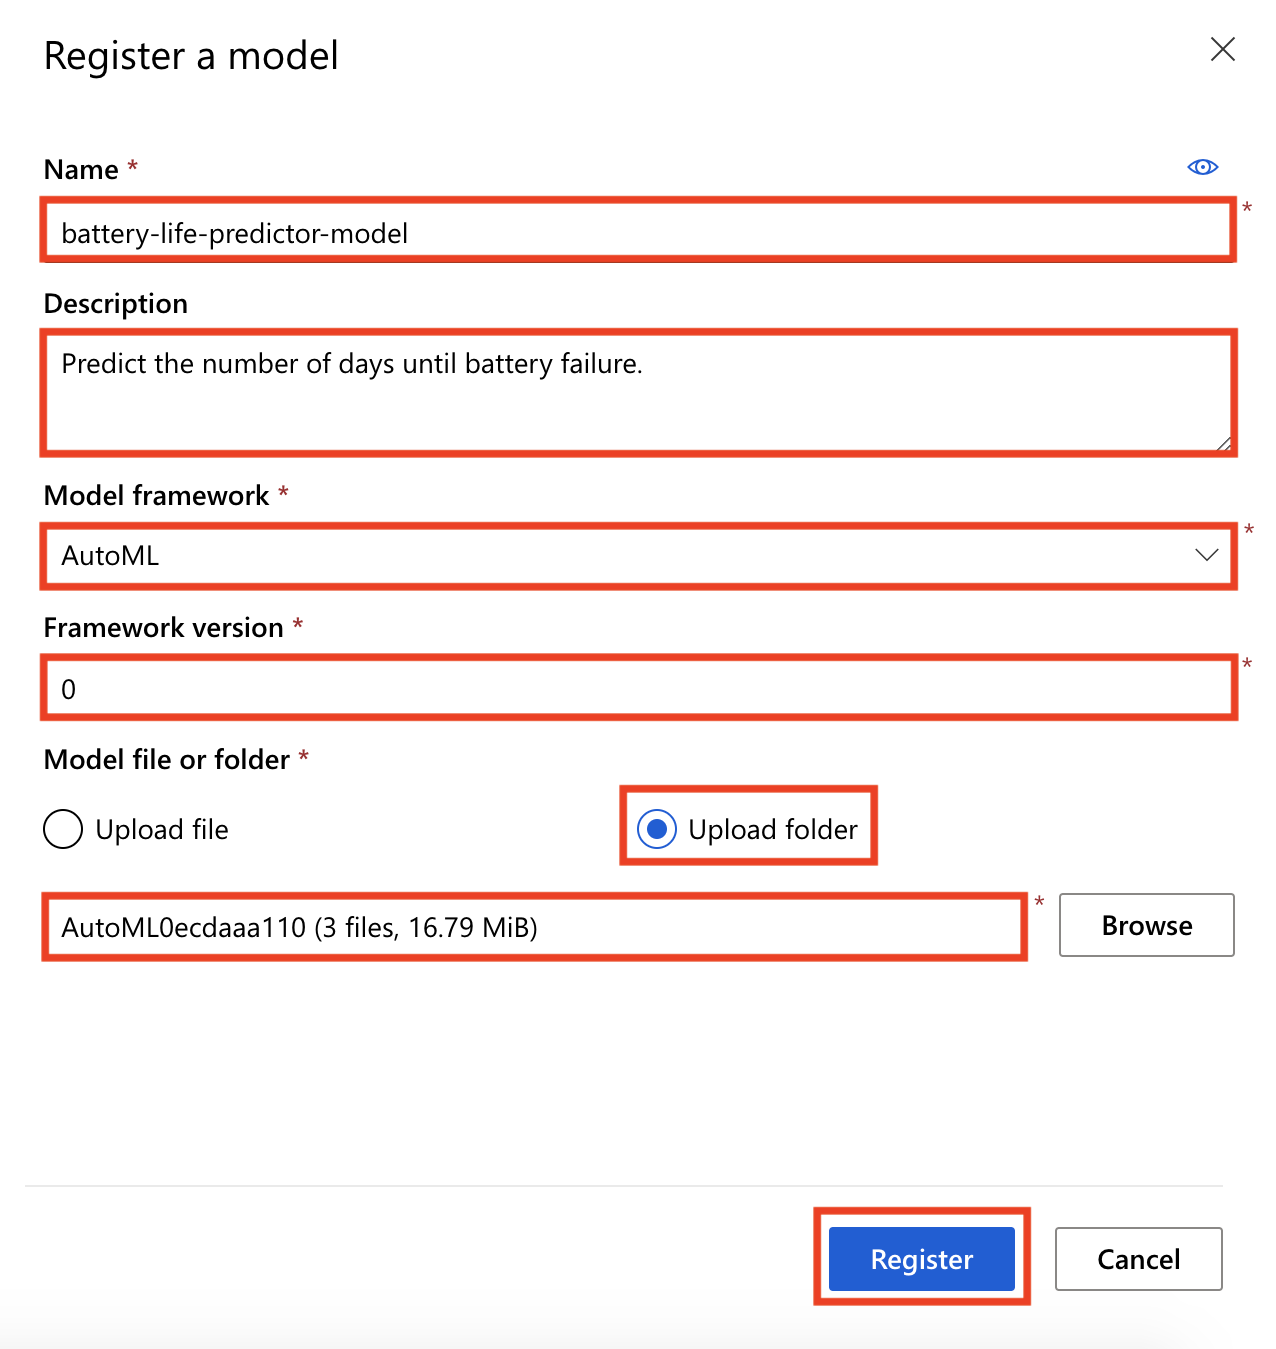 Register a model
Name *
battery-life-predictor-model *
Description
Predict the number of days until battery failure.
Model framework *
AutoML *
Framework version *
0 *
Model file or folder *
Upload file Upload folder
AutoML0ecdaaa110 (3 files, 16.79 MiB) * Browse
Register Cancel